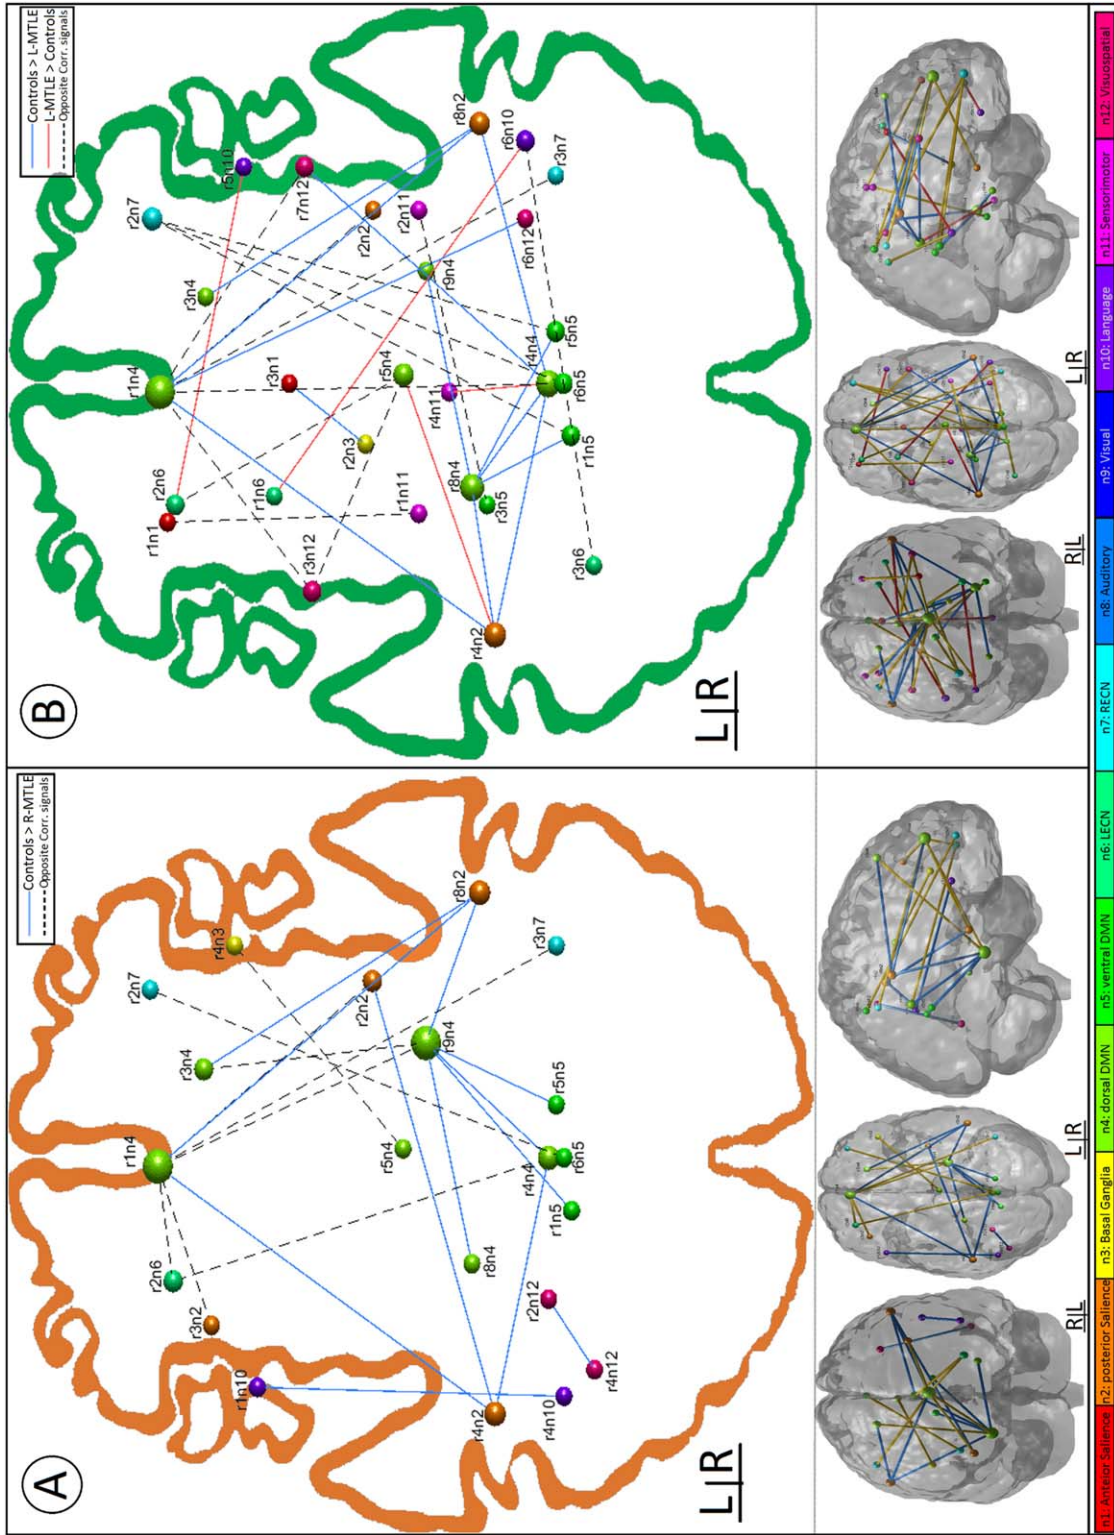 A
Controls > R-MTLE
Opposite Corr. signals
r1n4
r2n7
r4n3
r2n6
r3n4
r3n2
r1n10
r2n2
r8n2
r5n4
r9n4
r3n7
r8n4
r4n2
r4n10
r2n12
r4n12
r4n4
r6n5
r1n5
r5n5
L R
R L
L R
B
Controls > L-MTLE
L-MTLE > Controls
Opposite Corr. signals
r1n4
r2n7
r5n10
r2n6
r1n1
r3n4
r7n12
r3n1
r1n6
r2n3
r3n12
r2n2
r8n2
r2n11
r6n10
r5n4
r9n4
r6n12
r3n7
r4n11
r1n11
r8n4
r3n5
r4n2
r4n4
r5n5
r6n5
r1n5
r3n6
L R
R L
L R
n1: Anteior Salience
n2: posterior Salience
n3: Basal Ganglia
n4: dorsal DMN
n5: ventral DMN
n6: LECN
n7: RECN
n8: Auditory
n9: Visual
n10: Language
n11: Sensorimotor
n12: Visuospatial